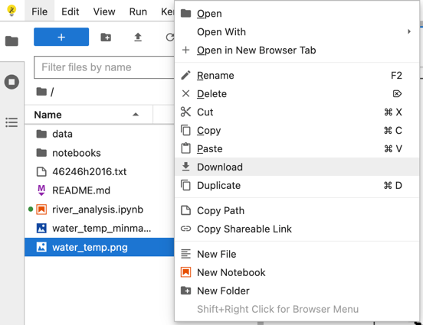 File Edit View Run Ker
Filter files by name
/
Name
data
notebooks
46246h2016.txt
README.md
river_analysis.ipynb
water_temp_minma...
water_temp.png
Open
Open With
Open in New Browser Tab
Rename F2
Delete ⌦
Cut ⌘ X
Copy ⌘ C
Paste ⌘ V
Download
Duplicate ⌘ D
Copy Path
Copy Shareable Link
New File
New Notebook
New Folder
Shift+Right Click for Browser Menu